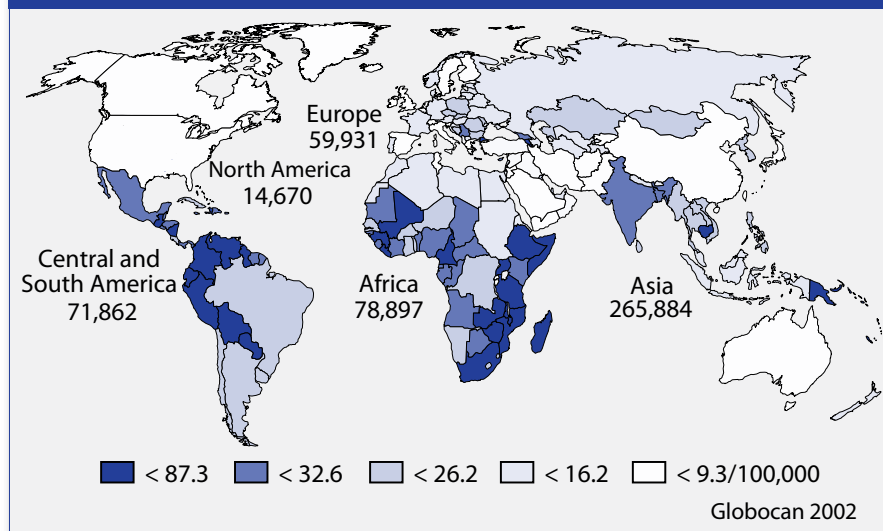 Europe
59,931
North America
14,670
Central and
South America
71,862
Africa
78,897
Asia
265,884
< 87.3
< 32.6
< 26.2
< 16.2
< 9.3/100,000
Globocan 2002